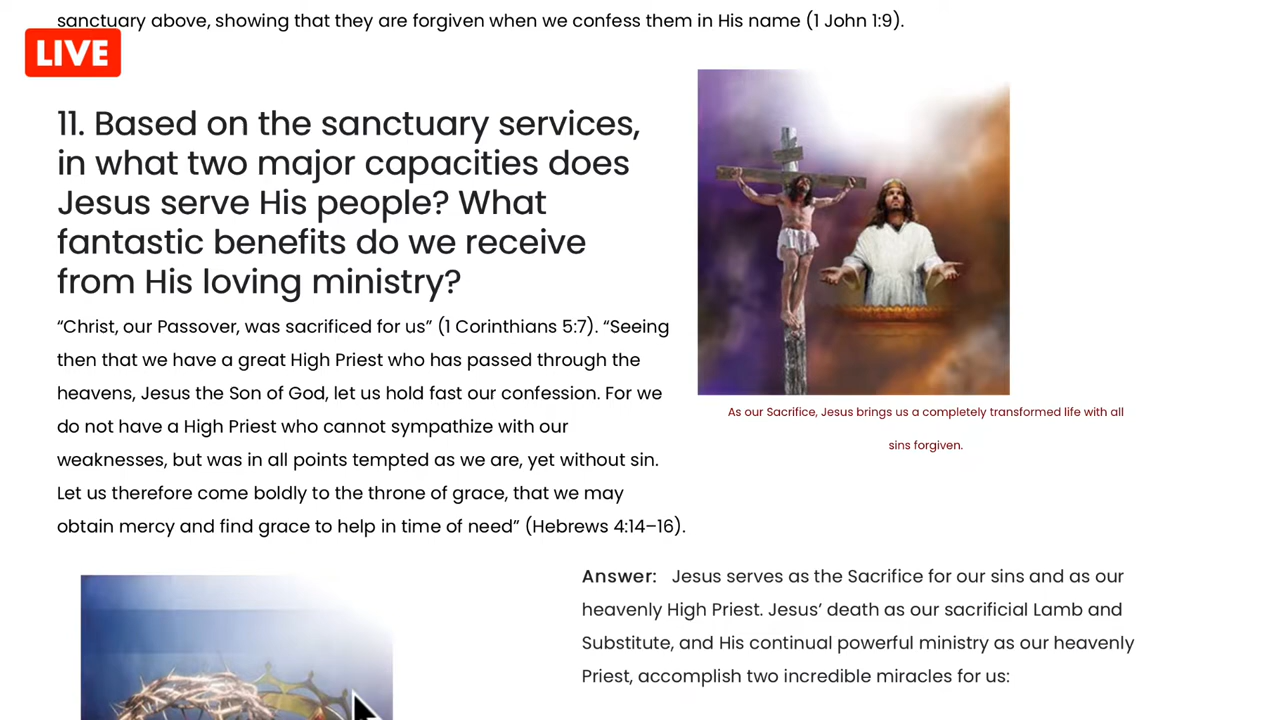 sanctuary above, showing that they are forgiven when we confess them in His name (1 John 1:9).
LIVE
11. Based on the sanctuary services,
in what two major capacities does
Jesus serve His people? What
fantastic benefits do we receive
from His loving ministry?
“Christ, our Passover, was sacrificed for us” (1 Corinthians 5:7). “Seeing
then that we have a great High Priest who has passed through the
heavens, Jesus the Son of God, let us hold fast our confession. For we
do not have a High Priest who cannot sympathize with our
weaknesses, but was in all points tempted as we are, yet without sin.
Let us therefore come boldly to the throne of grace, that we may
obtain mercy and find grace to help in time of need” (Hebrews 4:14–16).
As our Sacrifice, Jesus brings us a completely transformed life with all
sins forgiven.
Answer: Jesus serves as the Sacrifice for our sins and as our
heavenly High Priest. Jesus’ death as our sacrificial Lamb and
Substitute, and His continual powerful ministry as our heavenly
Priest, accomplish two incredible miracles for us: